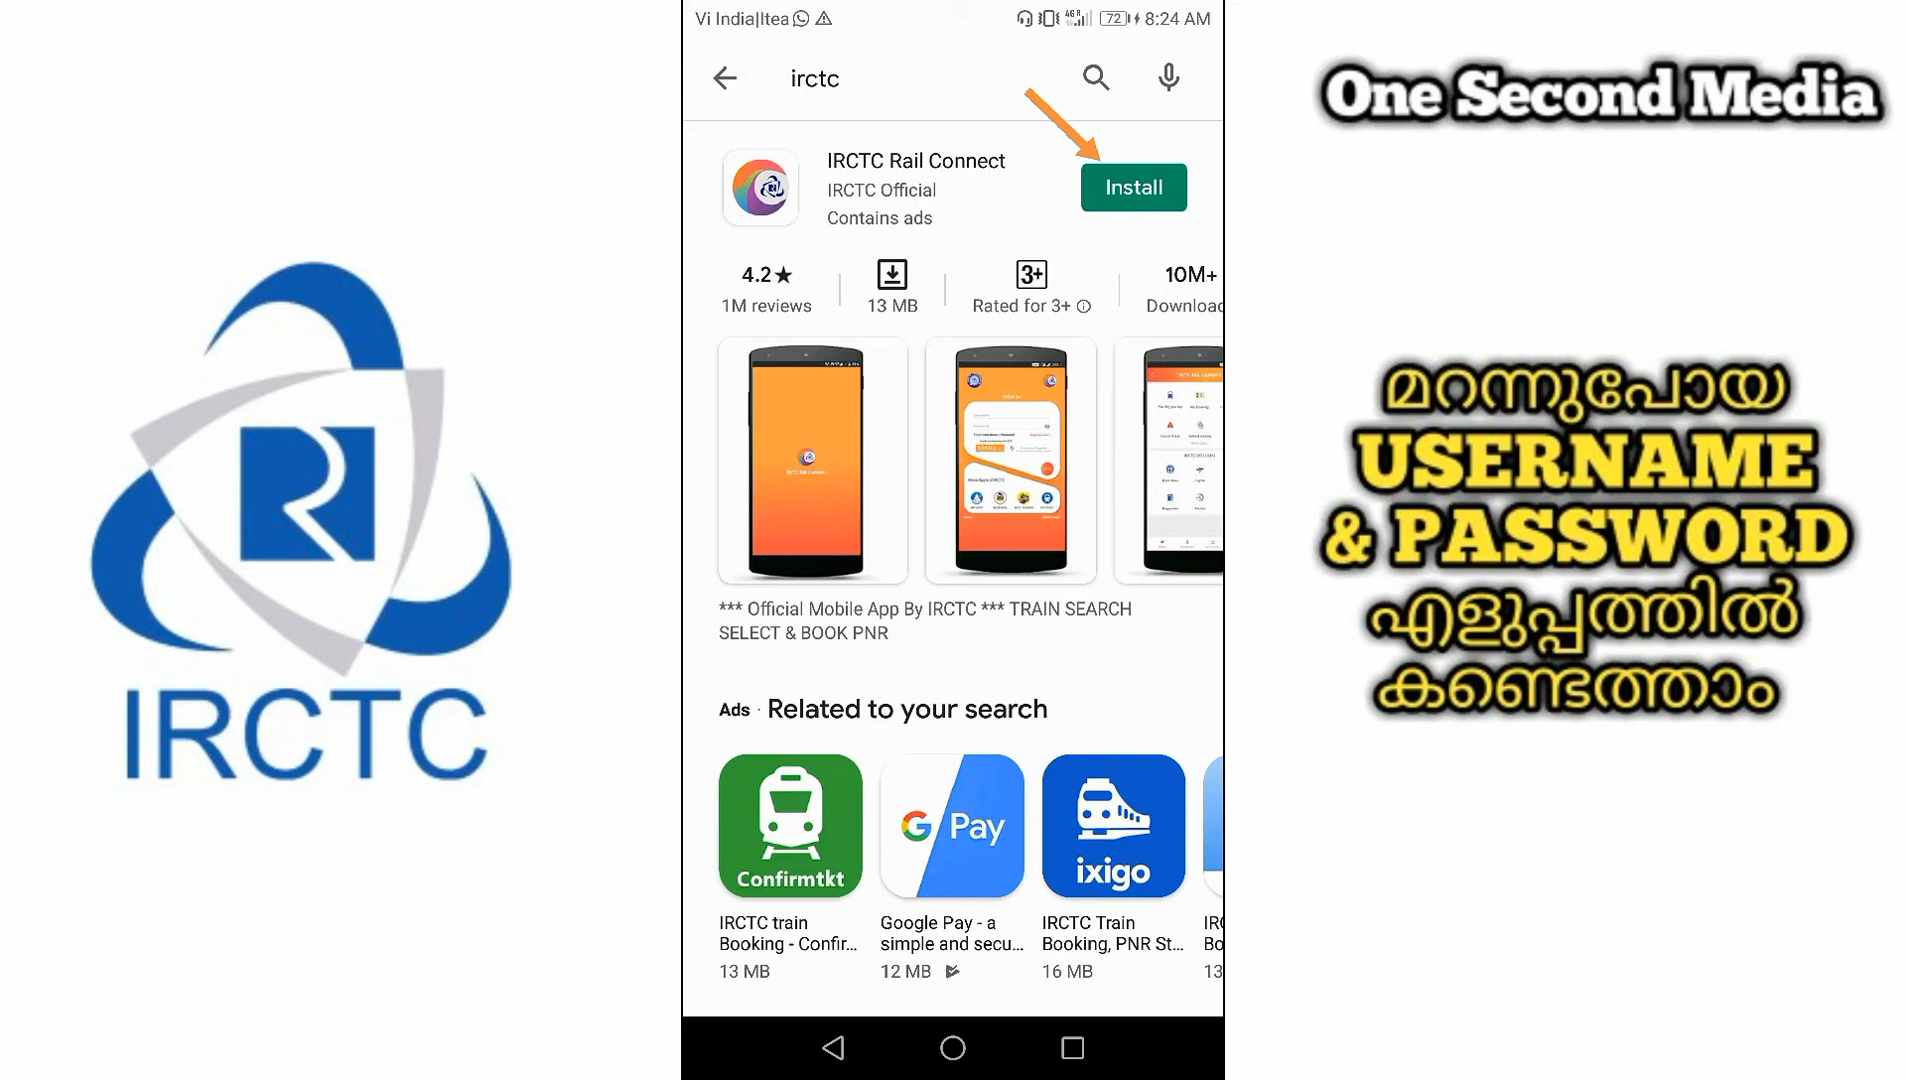 Vi India|Itea 4G R 72 8:24 AM
irctc
One Second Media
IRCTC Rail Connect
IRCTC Official
Contains ads
Install
4.2★
1M reviews
13 MB
3+
Rated for 3+
10M+
Download
*** Official Mobile App By IRCTC *** TRAIN SEARCH
SELECT & BOOK PNR
Ads · Related to your search
Confirmtkt
G Pay
ixigo
IRCTC train
Booking - Confir...
13 MB
Google Pay - a
simple and secu...
12 MB
IRCTC Train
Booking, PNR St...
16 MB
IRC
Bo
13
IRCTC
മറന്നുപോയ
USERNAME
& PASSWORD
എളുപ്പത്തിൽ
കണ്ടെത്താം